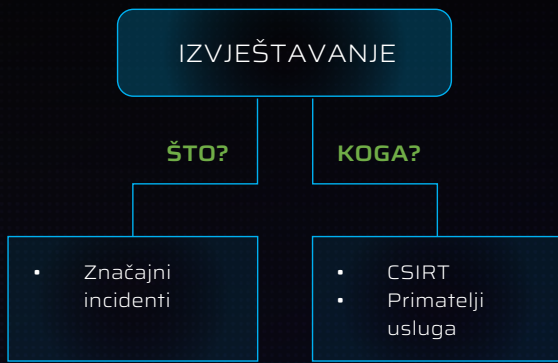 IZVJEŠTAVANJE
ŠTO?
KOGA?
• Značajni
incidenti
• CSIRT
• Primatelji
usluga